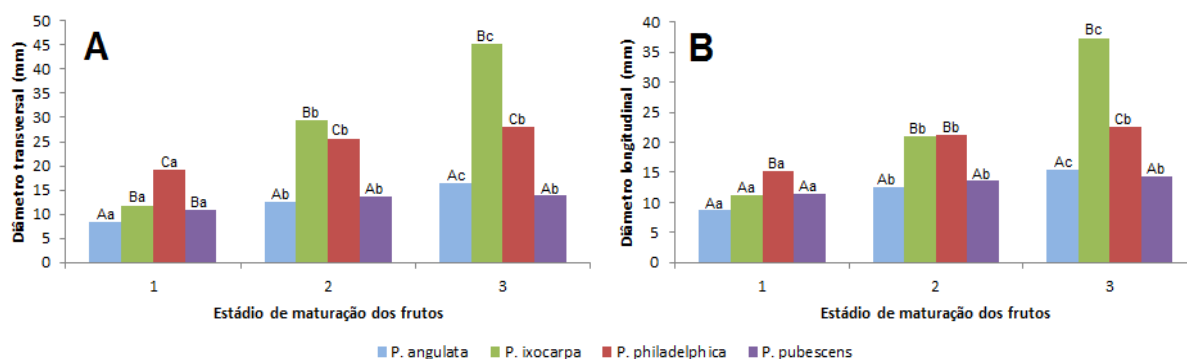 A
Diâmetro transversal (mm)
50
45
40
35
30
25
20
15
10
5
0
Aa
Ba
Ca
Ba
Ab
Bb
Cb
Ab
Ac
Bc
Cb
Ab
1
2
3
Estádio de maturação dos frutos
B
Diâmetro longitudinal (mm)
40
35
30
25
20
15
10
5
0
Aa
Aa
Ba
Aa
Ab
Bb
Bb
Ab
Ac
Bc
Cb
Ab
1
2
3
Estádio de maturação dos frutos
P. angulata
P. ixocarpa
P. philadelphica
P. pubescens